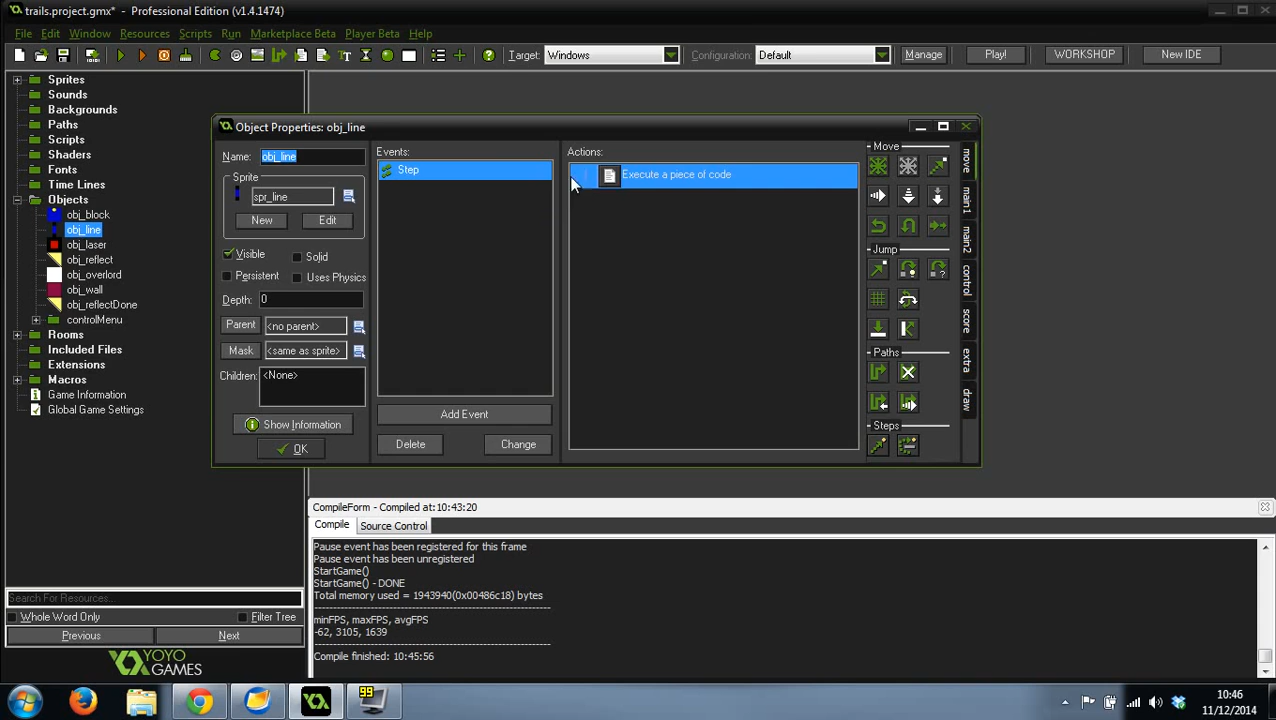 trails.project.gmx* - Professional Edition (v1.4.1474)
File Edit Window Resources Scripts Run Marketplace Beta Player Beta Help
Target: Windows Configuration: Default Manage Play! WORKSHOP New IDE
Sprites
Sounds
Backgrounds
Paths
Scripts
Shaders
Fonts
Time Lines
Objects
obj_block
obj_line
obj_laser
obj_reflect
obj_overlord
obj_wall
obj_reflectDone
controlMenu
Rooms
Included Files
Extensions
Macros
Game Information
Global Game Settings
Search For Resources...
Whole Word Only Filter Tree
Previous Next
YOYO
GAMES
Object Properties: obj_line
Name: obj_line
Sprite
spr_line
New Edit
Visible Solid
Persistent Uses Physics
Depth: 0
Parent <no parent>
Mask <same as sprite>
Children: <None>
Show Information
OK
Events:
Step
Add Event
Delete Change
Actions:
Execute a piece of code
Move
Jump
Paths
Steps
move
main1
main2
control
score
extra
draw
CompileForm - Compiled at:10:43:20
Compile Source Control
Pause event has been registered for this frame
Pause event has been unregistered
StartGame()
StartGame() - DONE
Total memory used = 1943940(0x00486c18) bytes
minFPS, maxFPS, avgFPS
-62, 3105, 1639
Compile finished: 10:45:56
99
10:46
11/12/2014